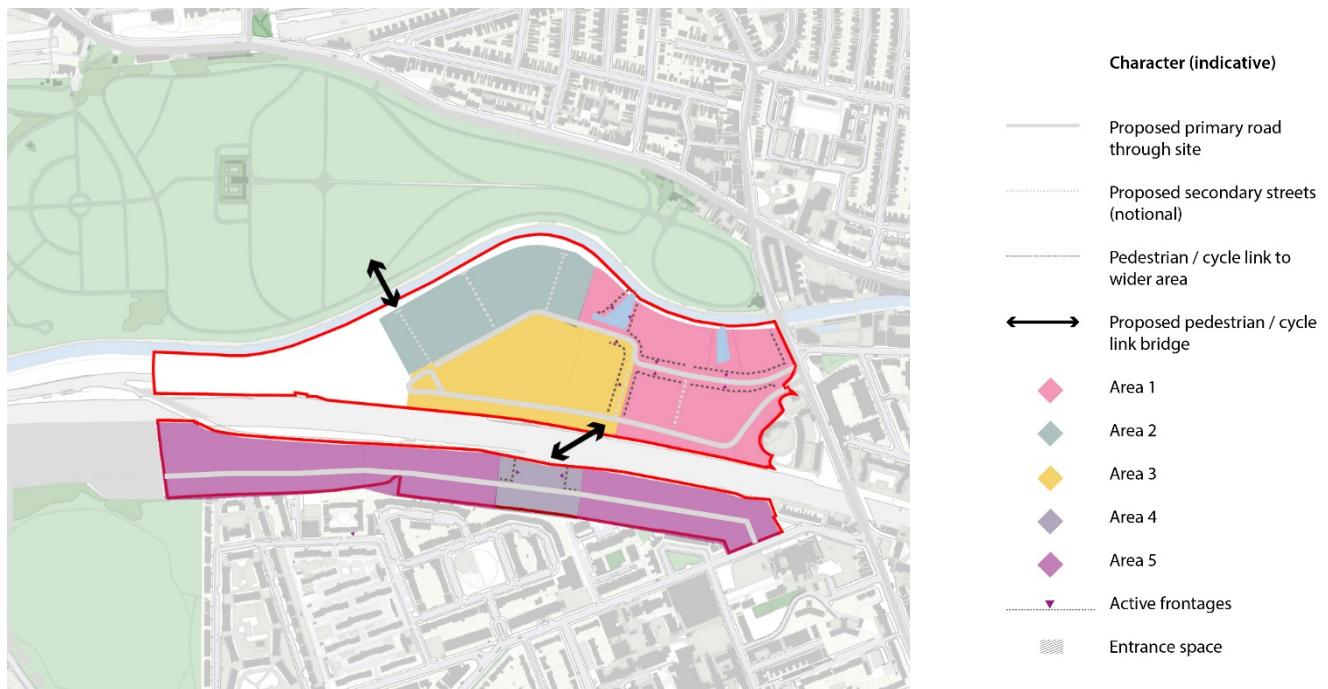 Character (indicative)
Proposed primary road
through site
Proposed secondary streets
(notional)
Pedestrian / cycle link to
wider area
Proposed pedestrian / cycle
link bridge
Area 1
Area 2
Area 3
Area 4
Area 5
Active frontages
Entrance space